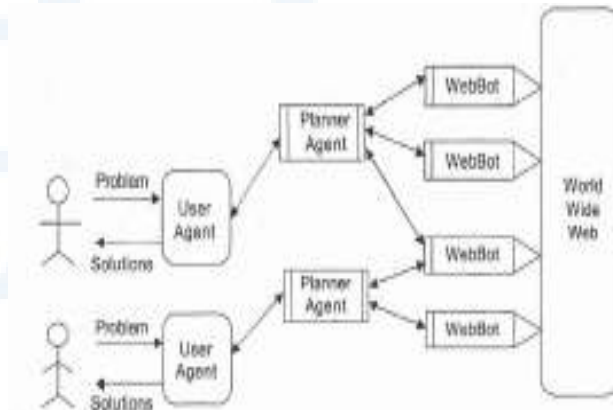 Problem
User
Agent
Solutions
Planner
Agent
WebBot
WebBot
World
Wide
Web
WebBot
WebBot
Planner
Agent
Problem
User
Agent
Solutions